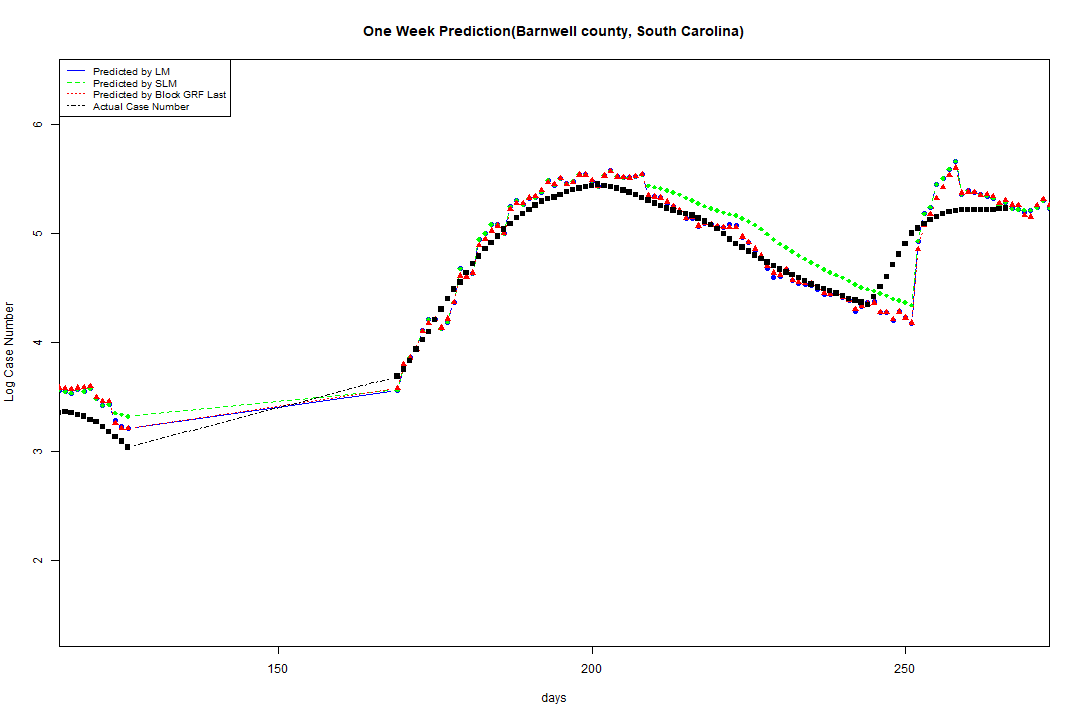 One Week Prediction(Barnwell county, South Carolina)
Predicted by LM
Predicted by SLM
Predicted by Block GRF Last
Actual Case Number
6
5
4
3
2
Log Case Number
150 200 250
days